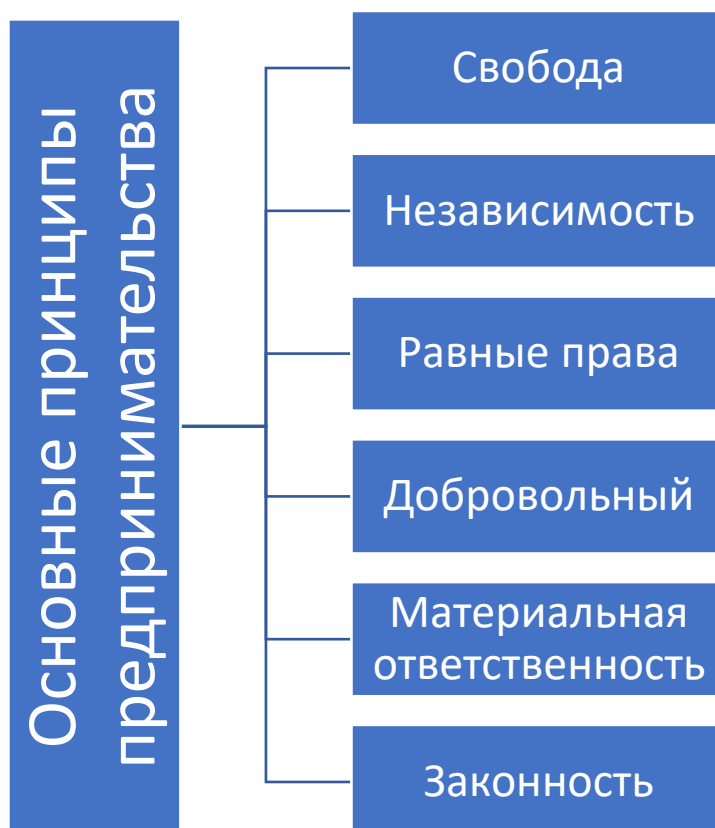 Основные принципы
предпринимательства
Свобода
Независимость
Равные права
Добровольный
Материальная
ответственность
Законность